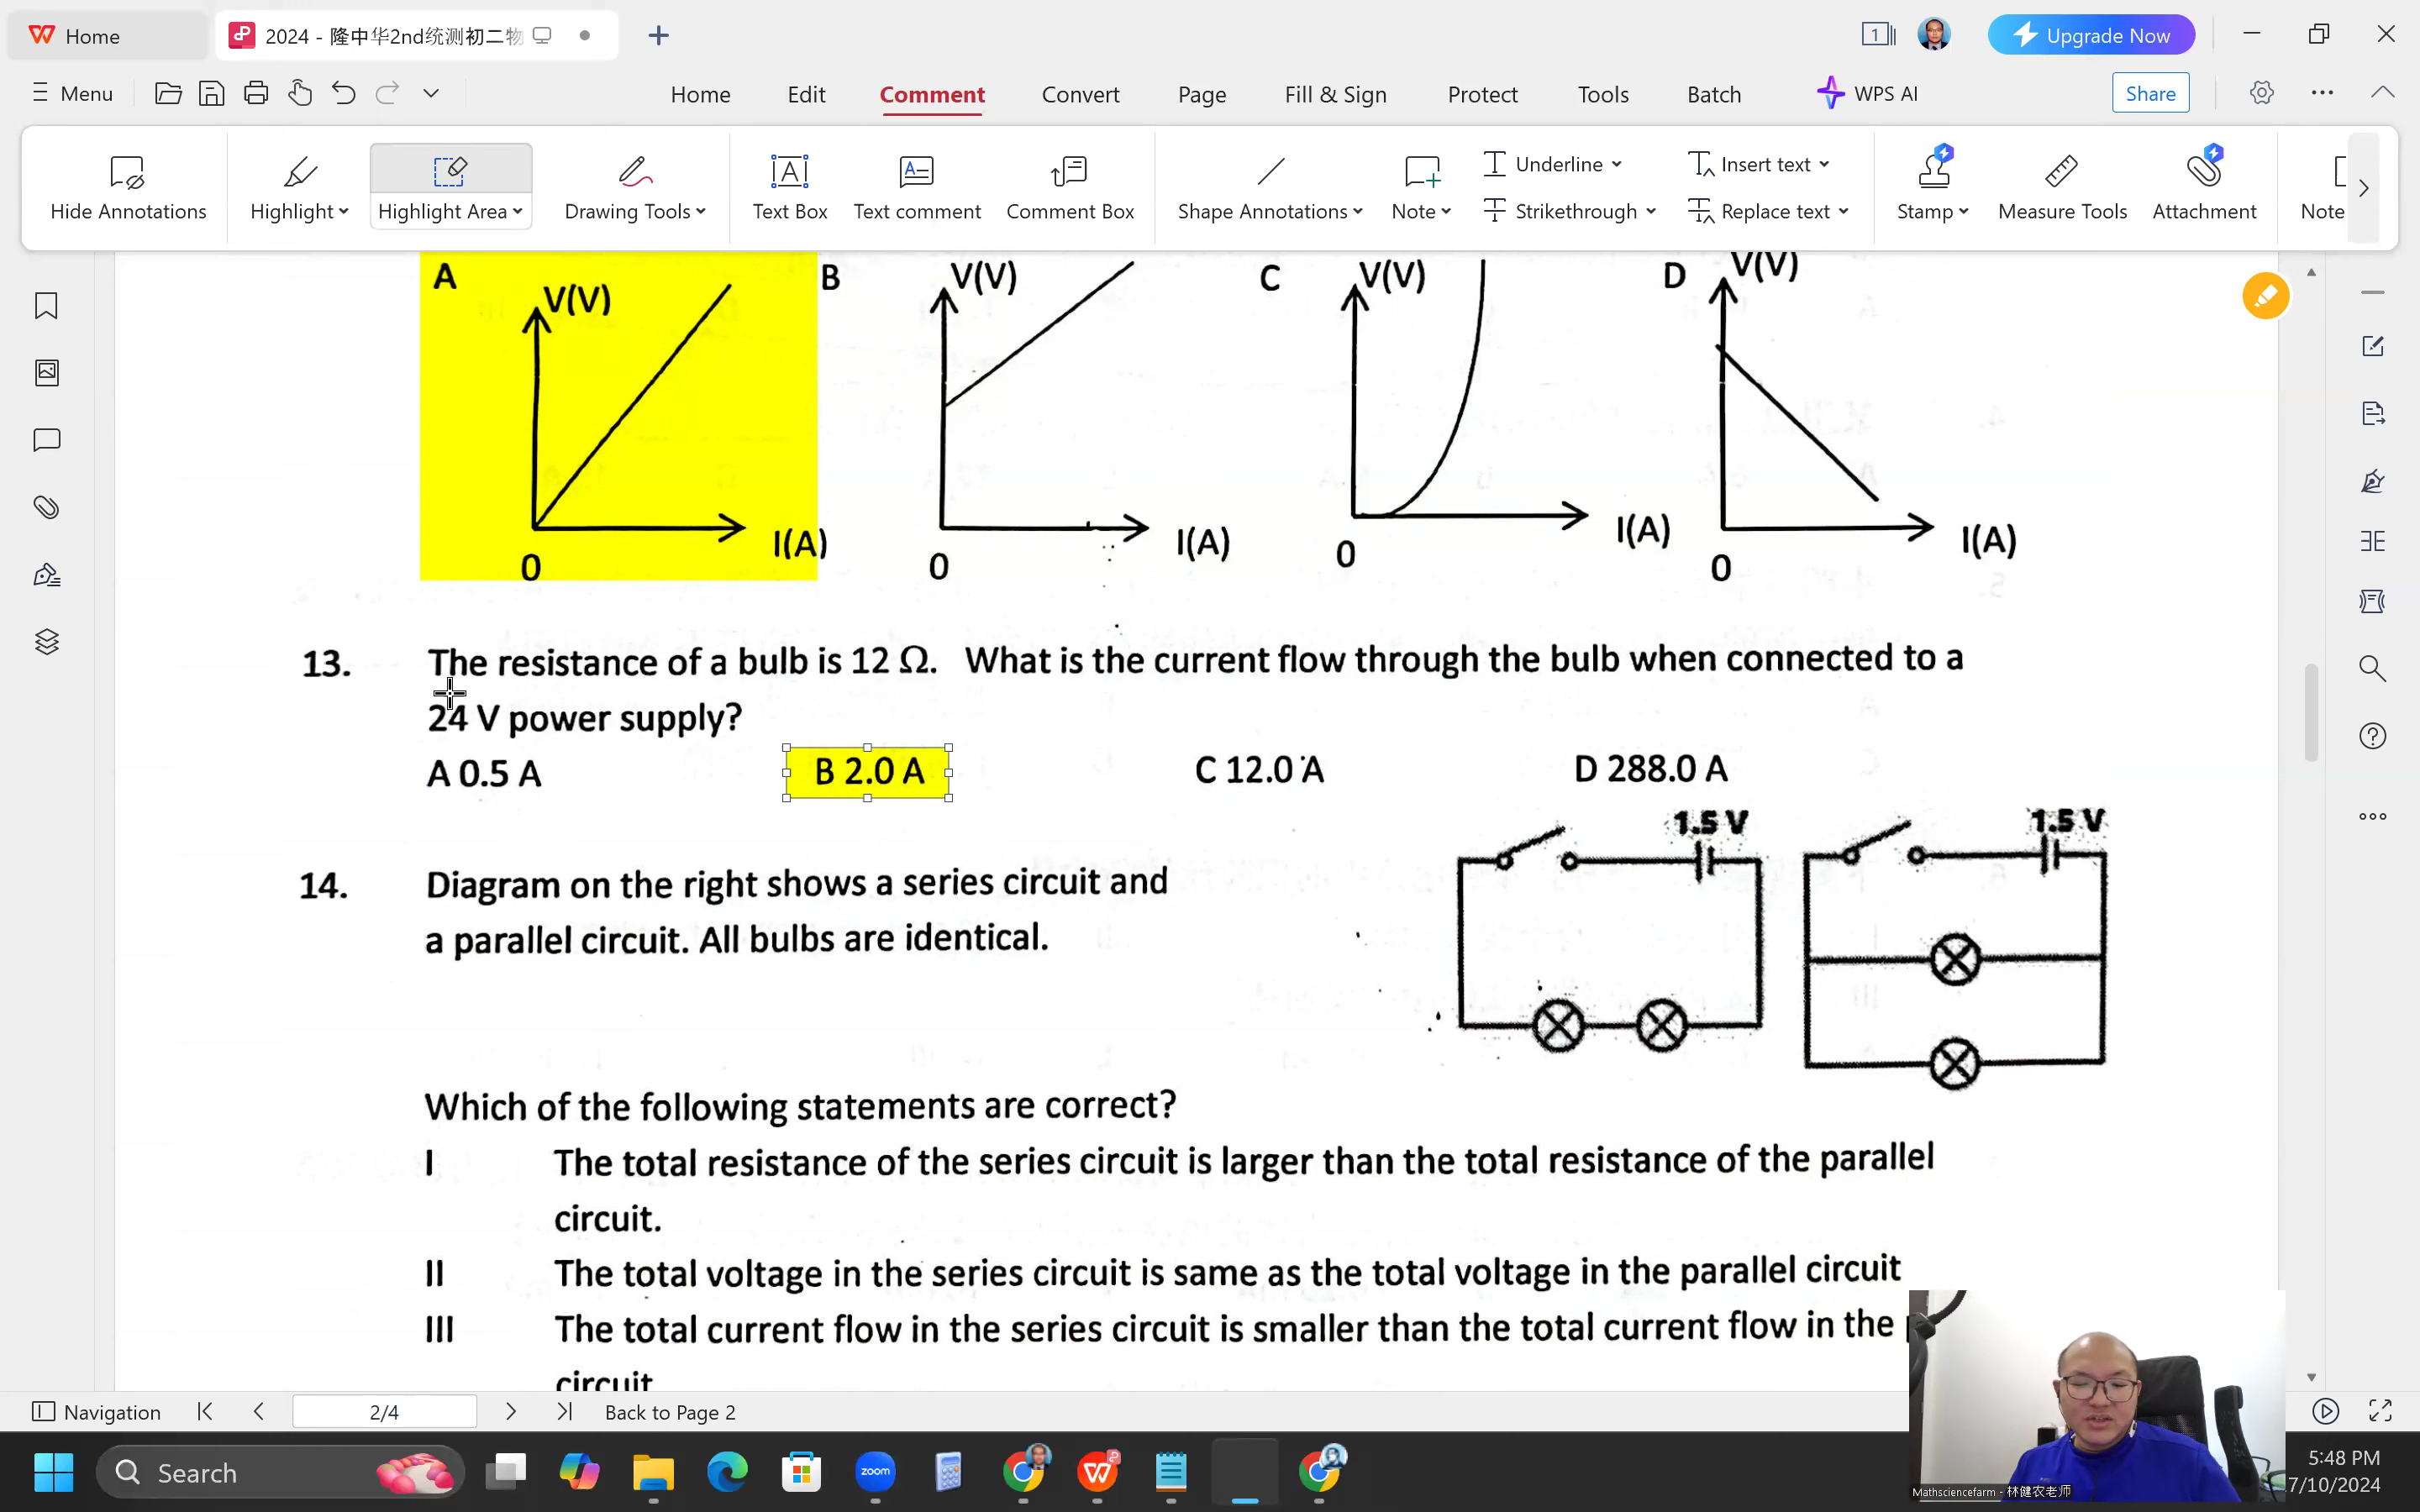 Home
2024 - 隆中华2nd统测初二物
1
Upgrade Now
Menu
Home
Edit
Comment
Convert
Page
Fill & Sign
Protect
Tools
Batch
WPS AI
Share
Hide Annotations
Highlight
Highlight Area
Drawing Tools
Text Box
Text comment
Comment Box
Shape Annotations
Note
Underline
Strikethrough
Insert text
Replace text
Stamp
Measure Tools
Attachment
Note
A
V(V)
I(A)
0
B
V(V)
I(A)
0
C
V(V)
I(A)
0
D
V(V)
I(A)
0
13. The resistance of a bulb is 12 Ω. What is the current flow through the bulb when connected to a
24 V power supply?
A 0.5 A B 2.0 A C 12.0 A D 288.0 A
1.5 V 1.5 V
14. Diagram on the right shows a series circuit and
a parallel circuit. All bulbs are identical.
Which of the following statements are correct?
I The total resistance of the series circuit is larger than the total resistance of the parallel
circuit.
II The total voltage in the series circuit is same as the total voltage in the parallel circuit
III The total current flow in the series circuit is smaller than the total current flow in the
circuit
Mathsciencefarm - 林健农老师
Navigation
2/4
Back to Page 2
Search
zoom
5:48 PM
7/10/2024